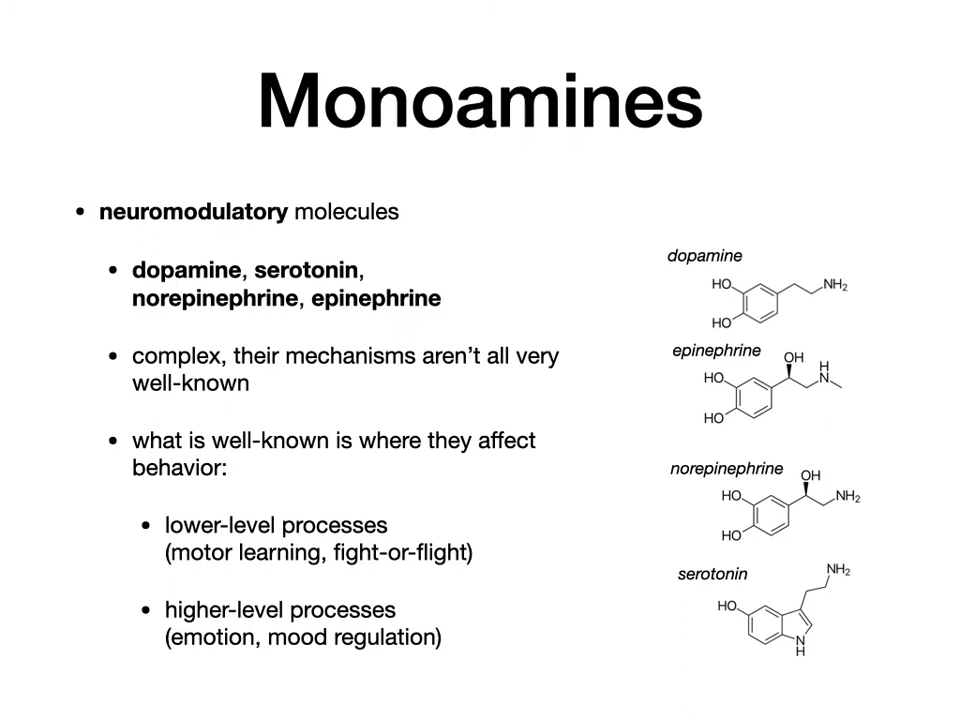 Monoamines
• neuromodulatory molecules
• dopamine, serotonin,
norepinephrine, epinephrine
• complex, their mechanisms aren’t all very
well-known
• what is well-known is where they affect
behavior:
• lower-level processes
(motor learning, fight-or-flight)
• higher-level processes
(emotion, mood regulation)
dopamine
HO
NH₂
HO
epinephrine
OH
HO
H
N
HO
norepinephrine
OH
HO
NH₂
HO
serotonin
NH₂
HO
N
H